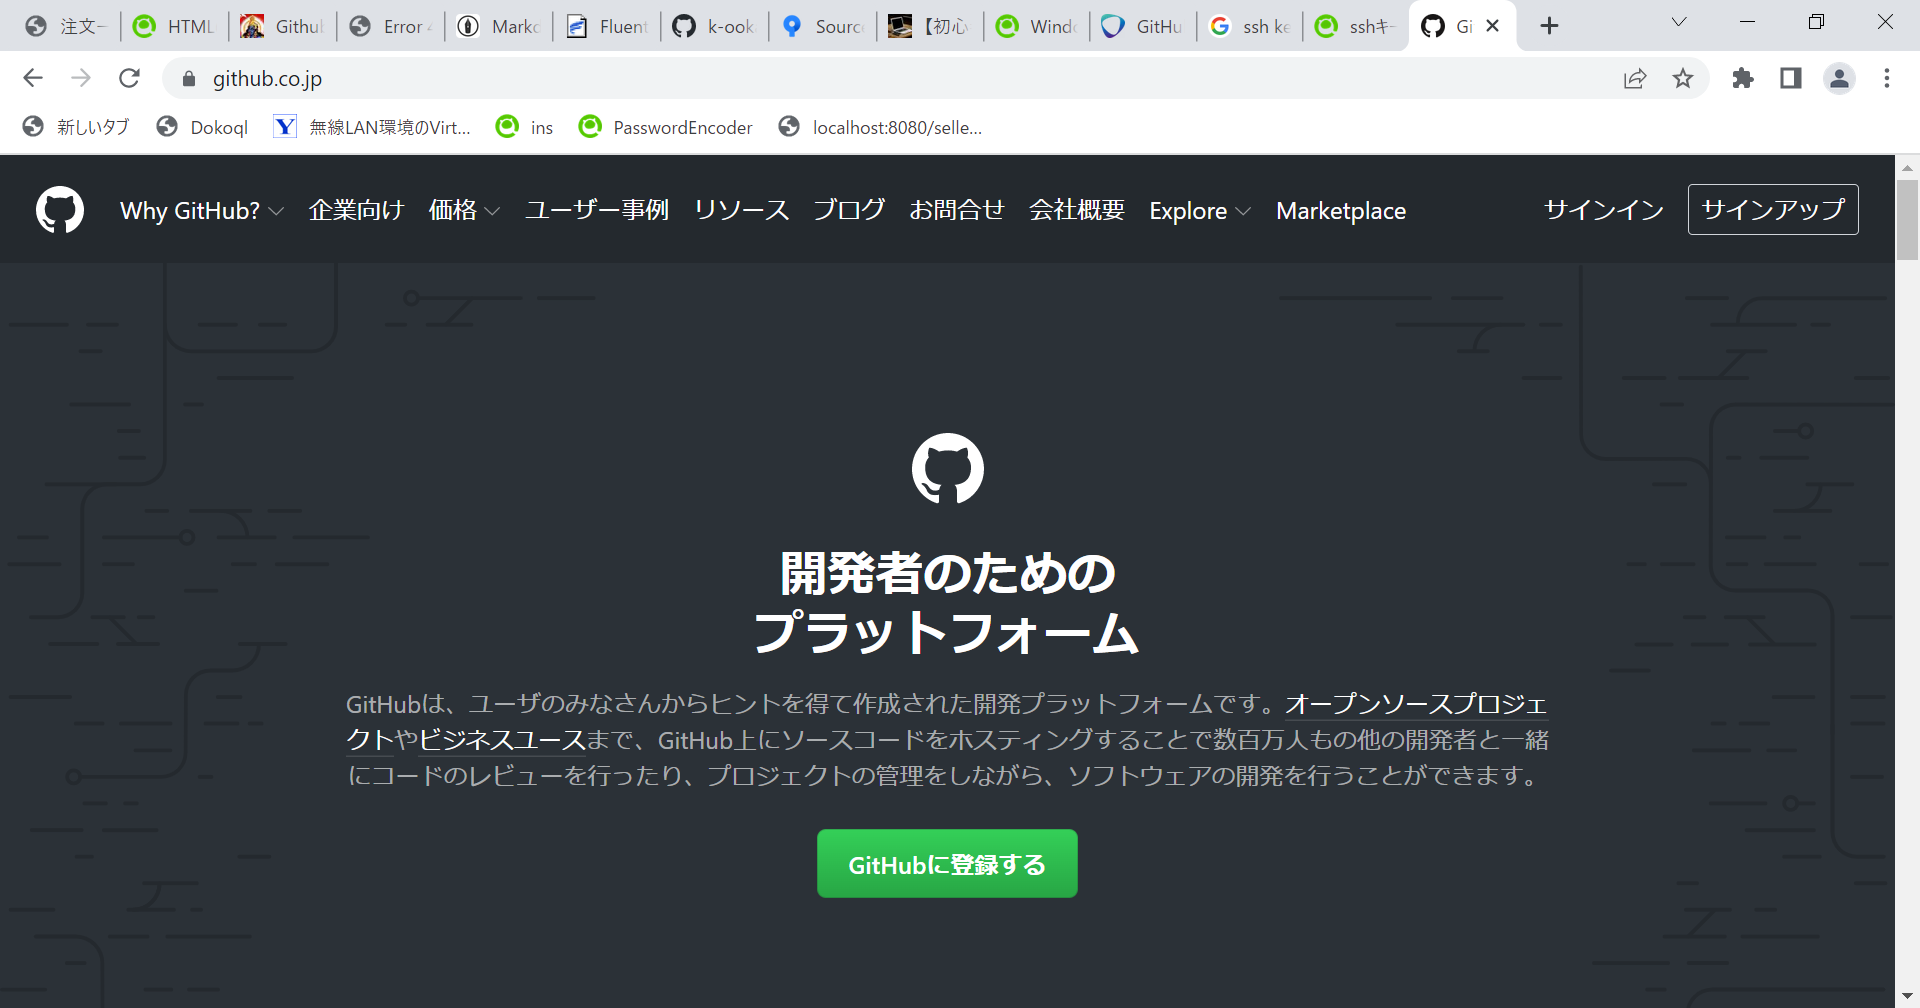 注文一 HTML Github Error 4 Markd Fluent k-ook Source 【初心 Windo GitHu ssh ke sshキー Gi
github.co.jp
新しいタブ Dokoql 無線LAN環境のVirt... ins PasswordEncoder localhost:8080/selle...
Why GitHub? 企業向け 価格 ユーザー事例 リソース ブログ お問合せ 会社概要 Explore Marketplace サインイン サインアップ
開発者のための
プラットフォーム
GitHubは、ユーザのみなさんからヒントを得て作成された開発プラットフォームです。オープンソースプロジェ
クトやビジネスユースまで、GitHub上にソースコードをホスティングすることで数百万人もの他の開発者と一緒
にコードのレビューを行ったり、プロジェクトの管理をしながら、ソフトウェアの開発を行うことができます。
GitHubに登録する